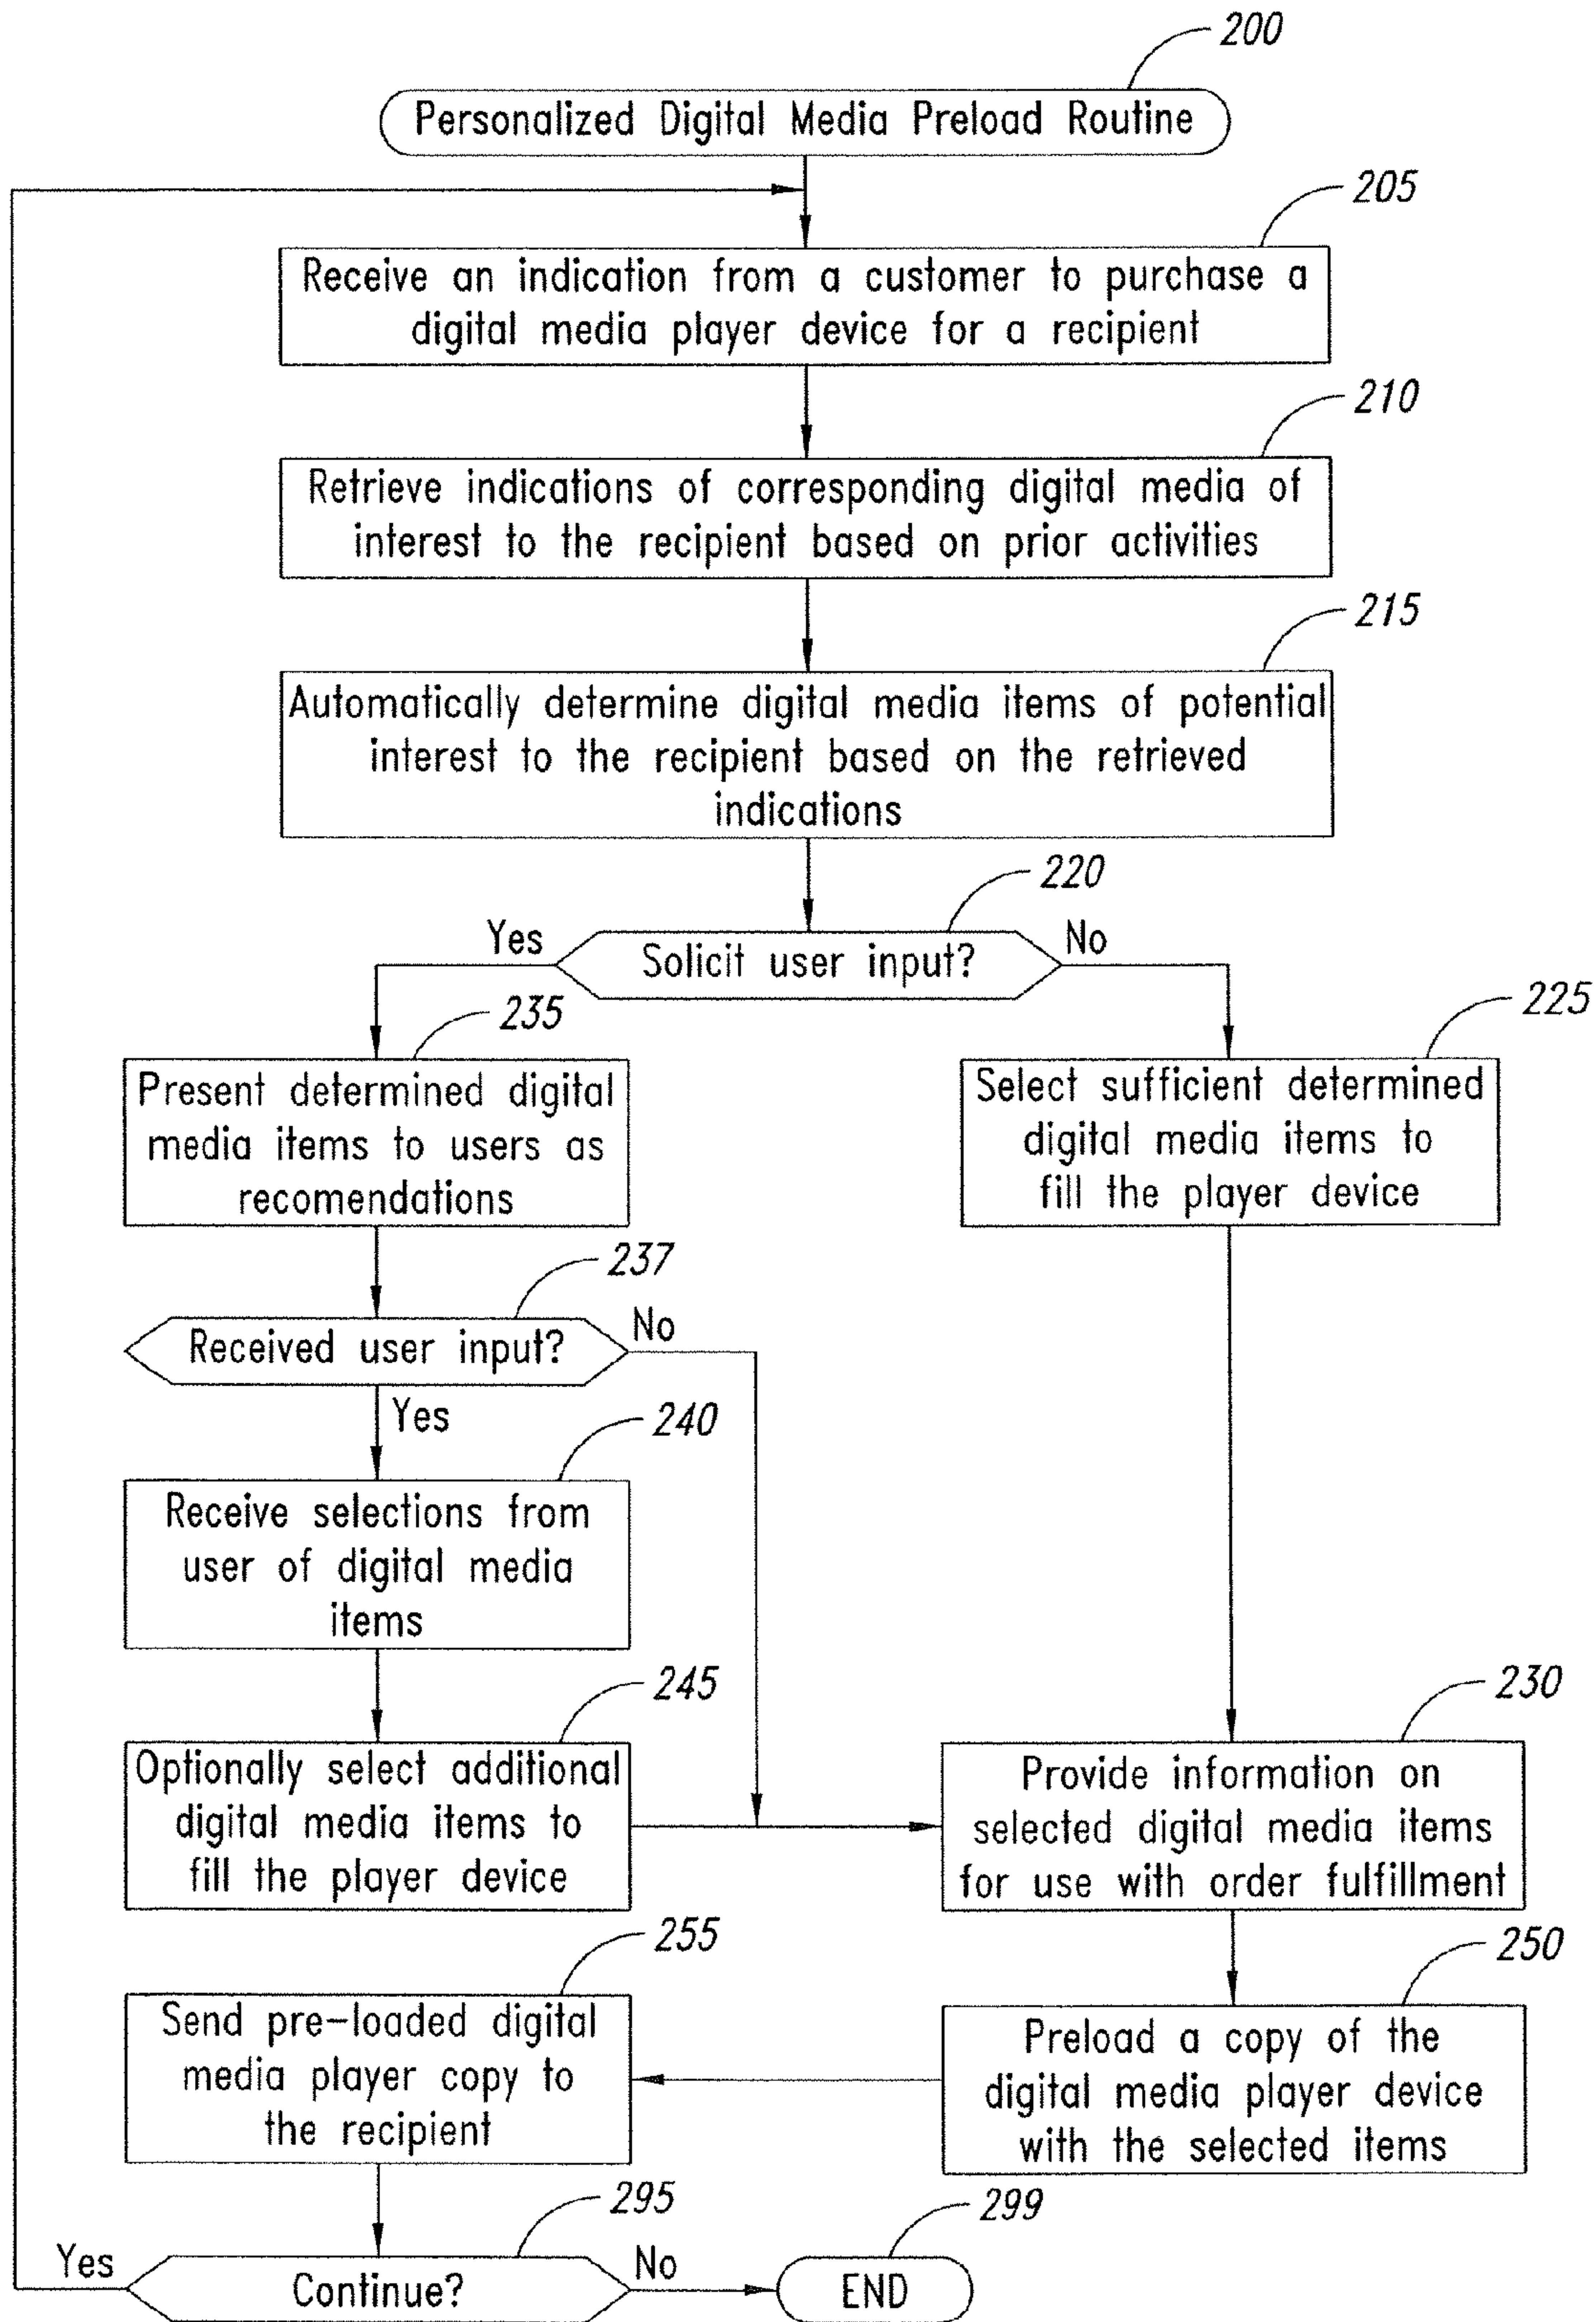 200
Personalized Digital Media Preload Routine
205
Receive an indication from a customer to purchase a
digital media player device for a recipient
210
Retrieve indications of corresponding digital media of
interest to the recipient based on prior activities
215
Automatically determine digital media items of potential
interest to the recipient based on the retrieved
indications
220
Yes
Solicit user input?
No
235
Present determined digital
media items to users as
recomendations
225
Select sufficient determined
digital media items to
fill the player device
237
Received user input?
No
Yes
240
Receive selections from
user of digital media
items
245
Optionally select additional
digital media items to
fill the player device
230
Provide information on
selected digital media items
for use with order fulfillment
250
Preload a copy of the
digital media player device
with the selected items
255
Send pre-loaded digital
media player copy to
the recipient
295
Yes
Continue?
No
299
END